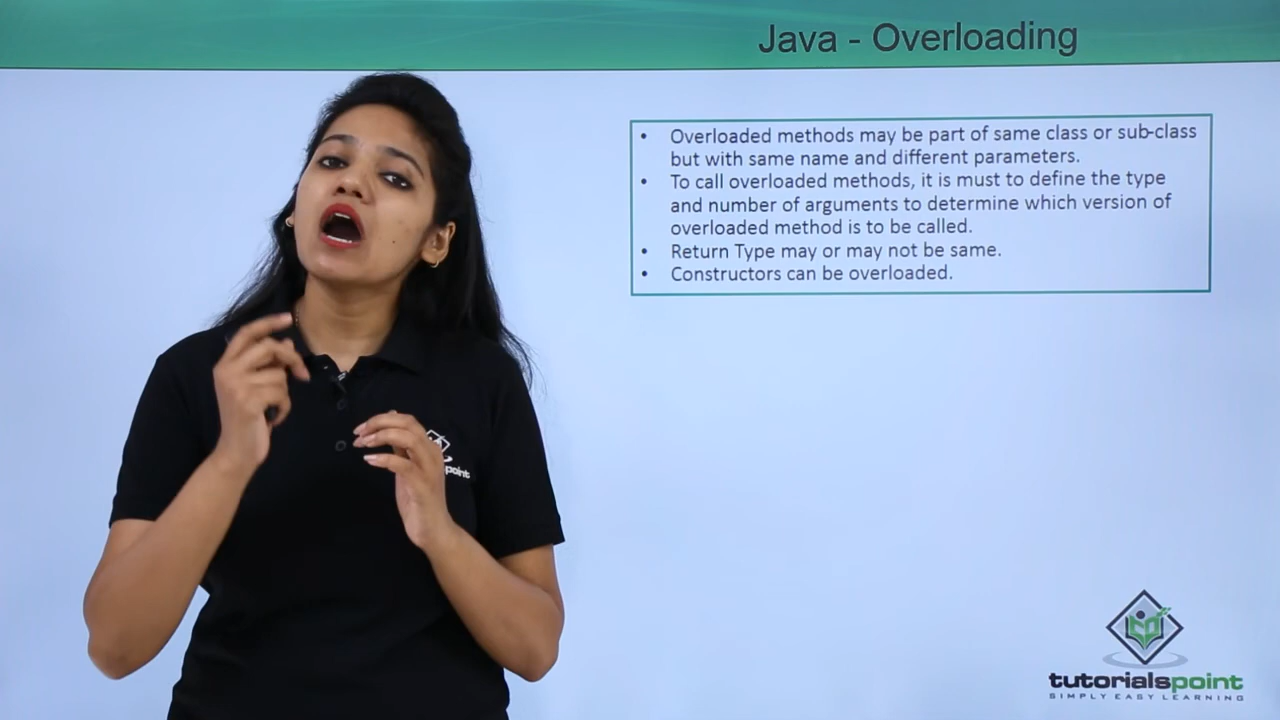 Java - Overloading
• Overloaded methods may be part of same class or sub-class
but with same name and different parameters.
• To call overloaded methods, it is must to define the type
and number of arguments to determine which version of
overloaded method is to be called.
• Return Type may or may not be same.
• Constructors can be overloaded.
point
tutorialspoint
SIMPLY EASY LEARNING